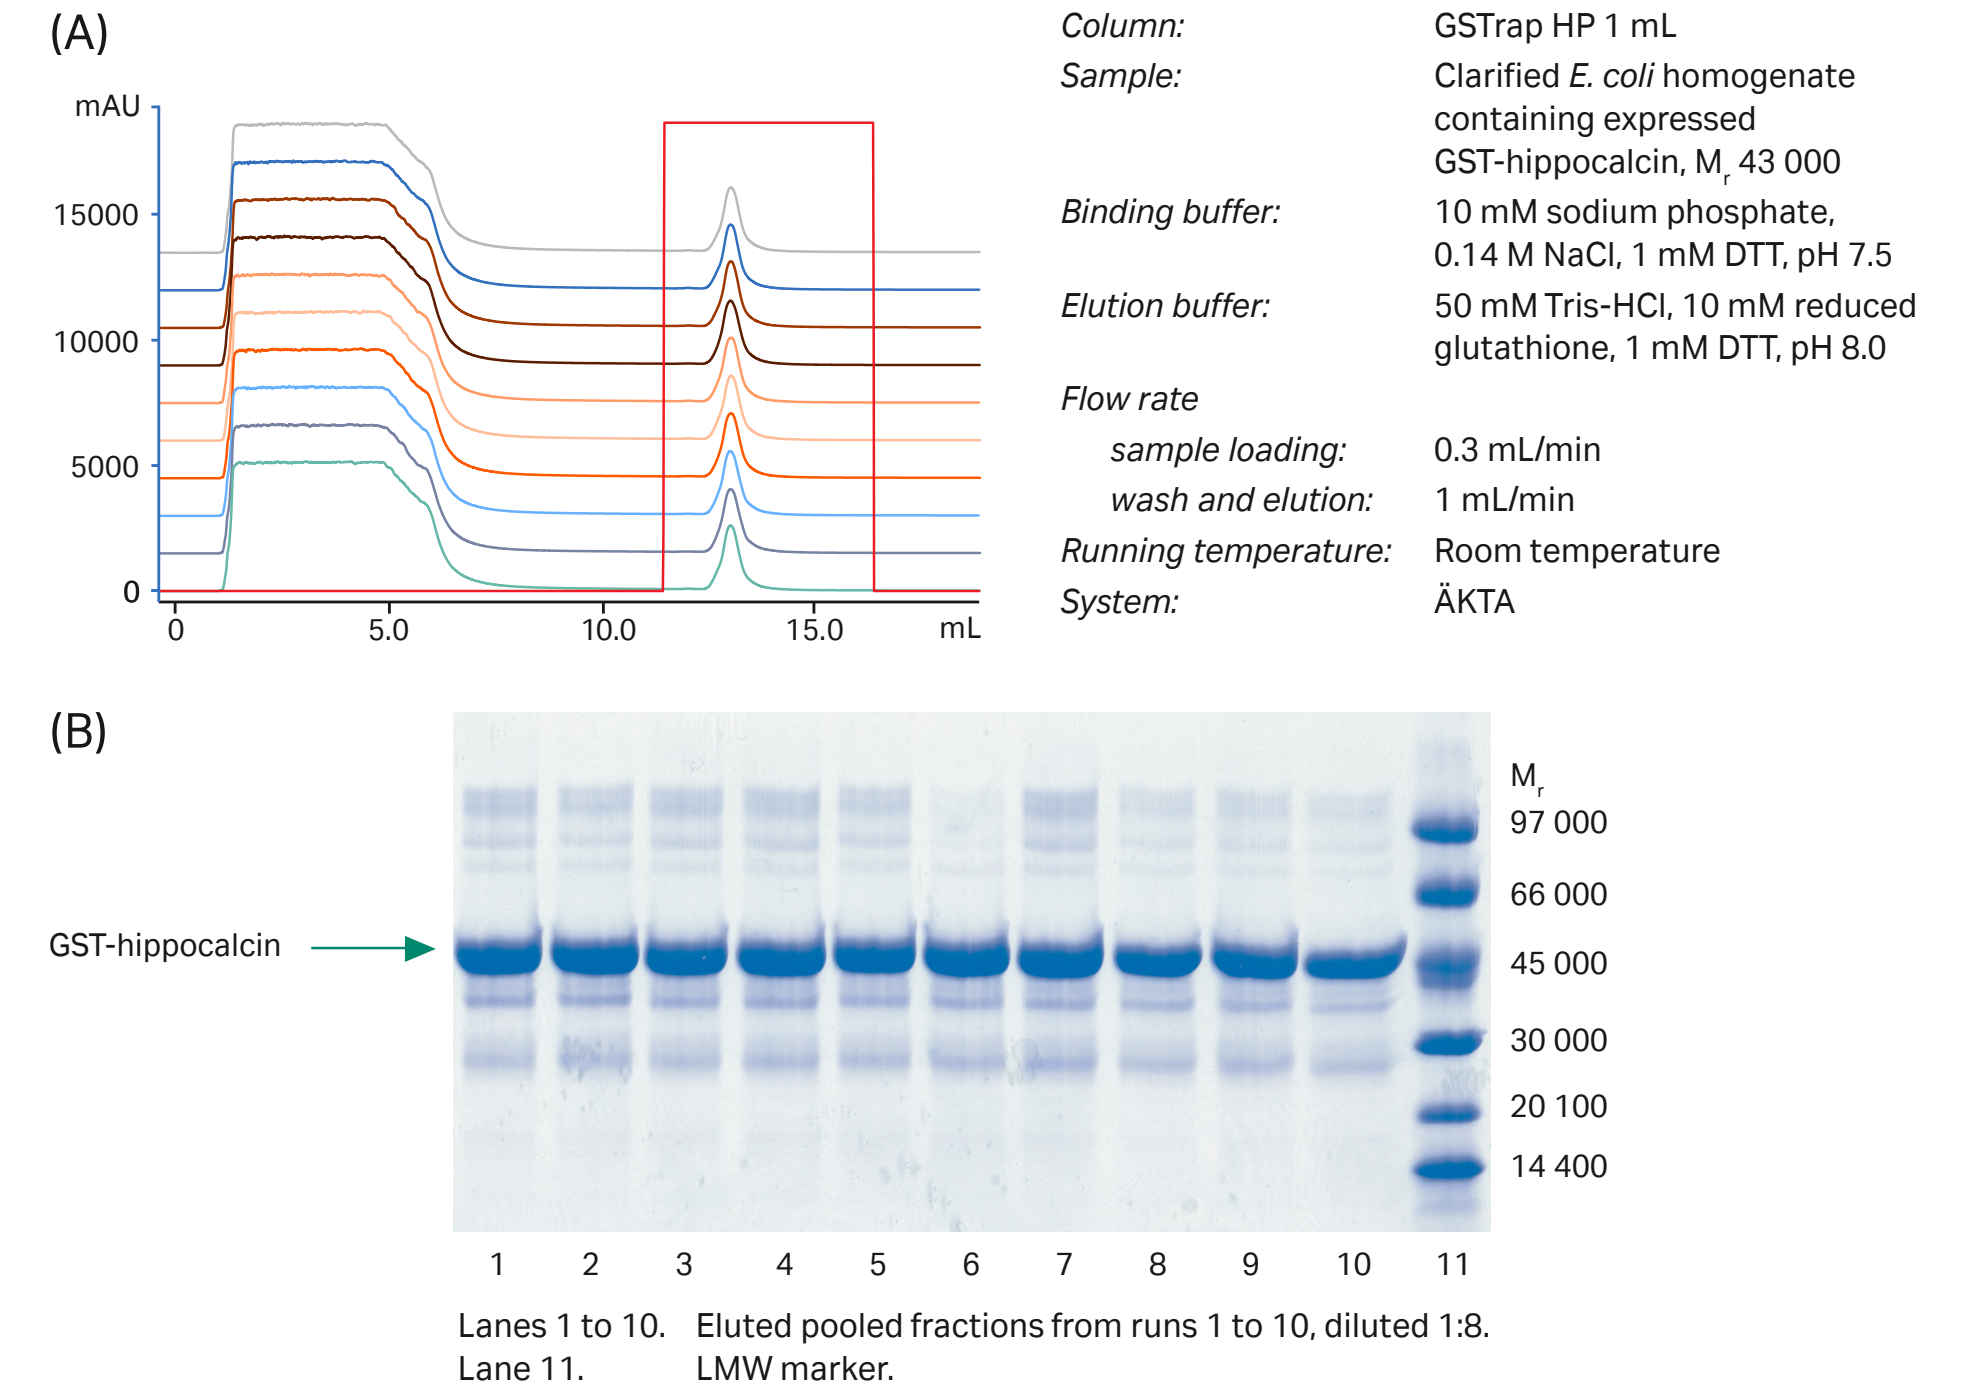 (A)
mAU
15000
10000
5000
0
0 5.0 10.0 15.0 mL
Column: GSTrap HP 1 mL
Sample: Clarified E. coli homogenate
containing expressed
GST-hippocalcin, Mr 43 000
Binding buffer: 10 mM sodium phosphate,
0.14 M NaCl, 1 mM DTT, pH 7.5
Elution buffer: 50 mM Tris-HCl, 10 mM reduced
glutathione, 1 mM DTT, pH 8.0
Flow rate
sample loading: 0.3 mL/min
wash and elution: 1 mL/min
Running temperature: Room temperature
System: ÄKTA
(B)
GST-hippocalcin
Mr
97 000
66 000
45 000
30 000
20 100
14 400
1 2 3 4 5 6 7 8 9 10 11
Lanes 1 to 10. Eluted pooled fractions from runs 1 to 10, diluted 1:8.
Lane 11. LMW marker.